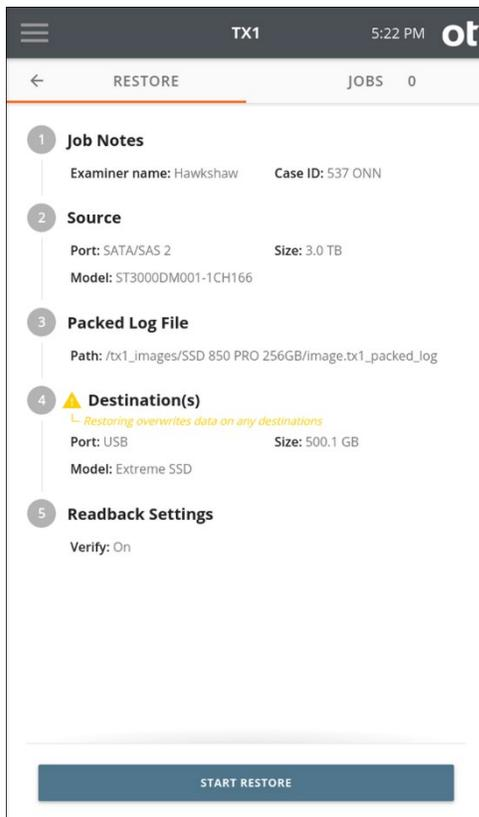 TX1
5:22 PM
ot
RESTORE
JOBS 0
1 Job Notes
Examiner name: Hawkshaw Case ID: 537 ONN
2 Source
Port: SATA/SAS 2 Size: 3.0 TB
Model: ST3000DM001-1CH166
3 Packed Log File
Path: /tx1_images/SSD 850 PRO 256GB/image.tx1_packed_log
4 Destination(s)
Restoring overwrites data on any destinations
Port: USB Size: 500.1 GB
Model: Extreme SSD
5 Readback Settings
Verify: On
START RESTORE